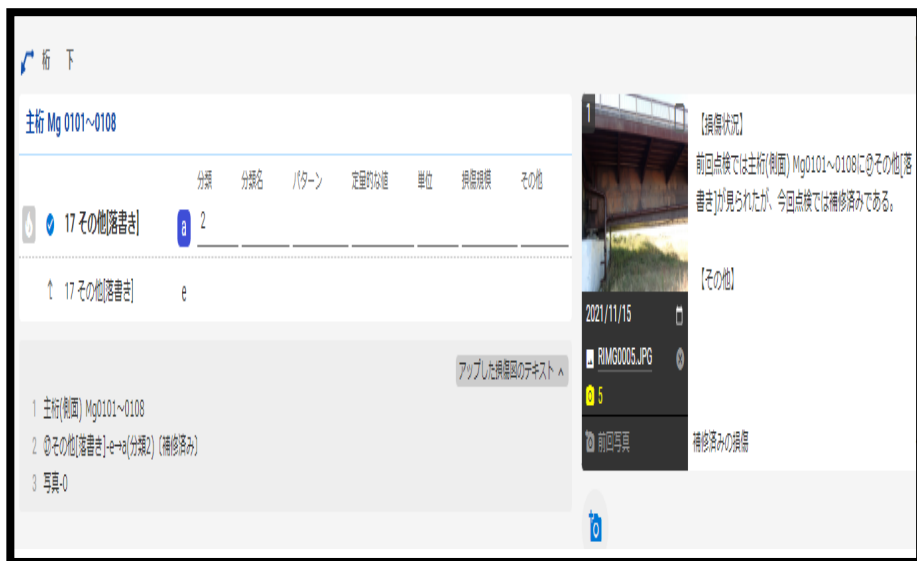 桁 下
主桁 Mg 0101～0108
分類 分類名 パターン 定量的な値 単位 損傷規模 その他
17 その他[落書き] a 2
17 その他[落書き] e
アップした損傷図のテキスト
1 主桁(側面) Mg0101～0108
2 ⑰その他[落書き]-e→a(分類2)〔補修済み〕
3 写真-0
1
2021/11/15
RIMG0005.JPG
5
前回写真
【損傷状況】
前回点検では主桁(側面) Mg0101～0108に⑰その他[落
書き]が見られたが、今回点検では補修済みである。
【その他】
補修済みの損傷